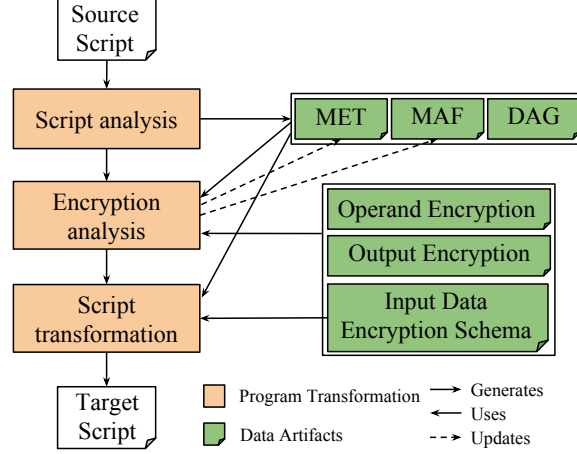 Source
Script
Script analysis
MET
MAF
DAG
Encryption
analysis
Operand Encryption
Output Encryption
Script
transformation
Input Data
Encryption Schema
Target
Script
Program Transformation
Data Artifacts
Generates
Uses
Updates